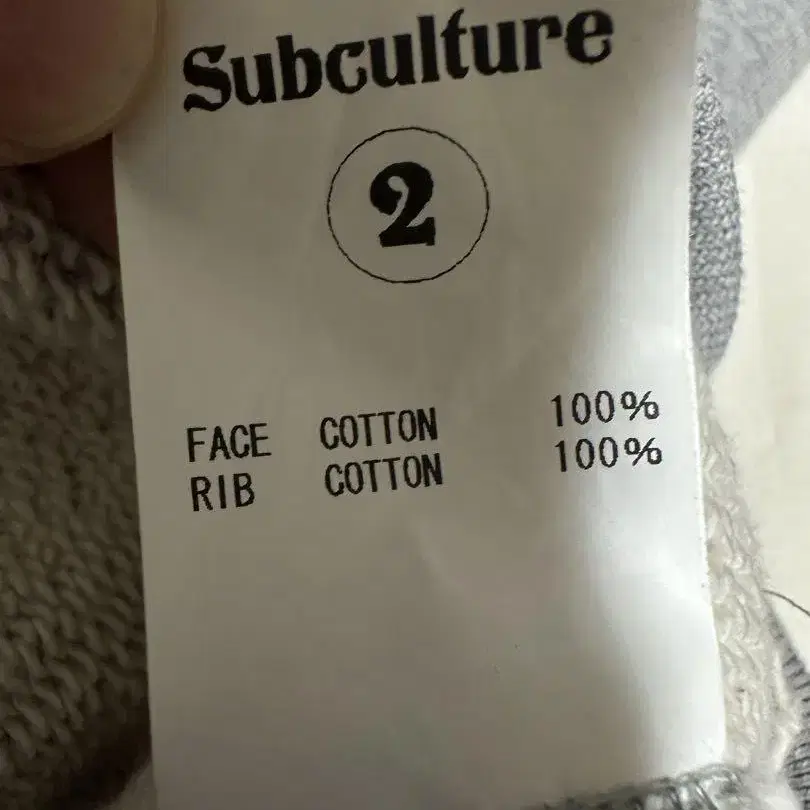 Subculture
2
FACE COTTON 100%
RIB COTTON 100%